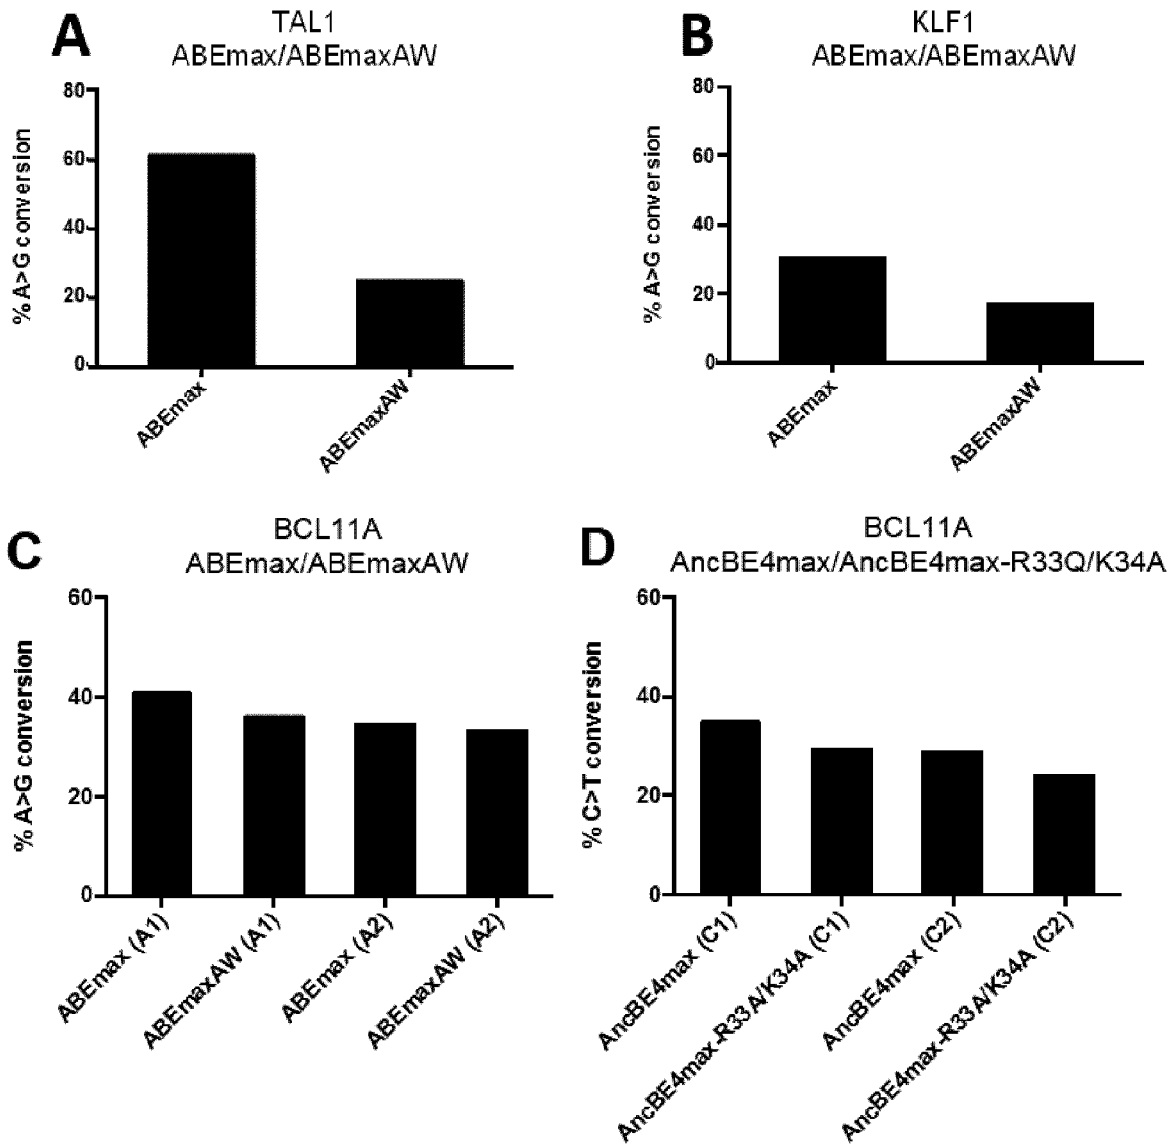 A
TAL1
ABEmax/ABEmaxAW
% A>G conversion
80
60
40
20
0
ABEmax
ABEmaxAW
B
KLF1
ABEmax/ABEmaxAW
% A>G conversion
80
60
40
20
0
ABEmax
ABEmaxAW
C
BCL11A
ABEmax/ABEmaxAW
% A>G conversion
60
40
20
0
ABEmax (A1)
ABEmaxAW (A1)
ABEmax (A2)
ABEmaxAW (A2)
D
BCL11A
AncBE4max/AncBE4max-R33Q/K34A
% C>T conversion
60
40
20
0
AncBE4max (C1)
AncBE4max-R33A/K34A (C1)
AncBE4max (C2)
AncBE4max-R33A/K34A (C2)